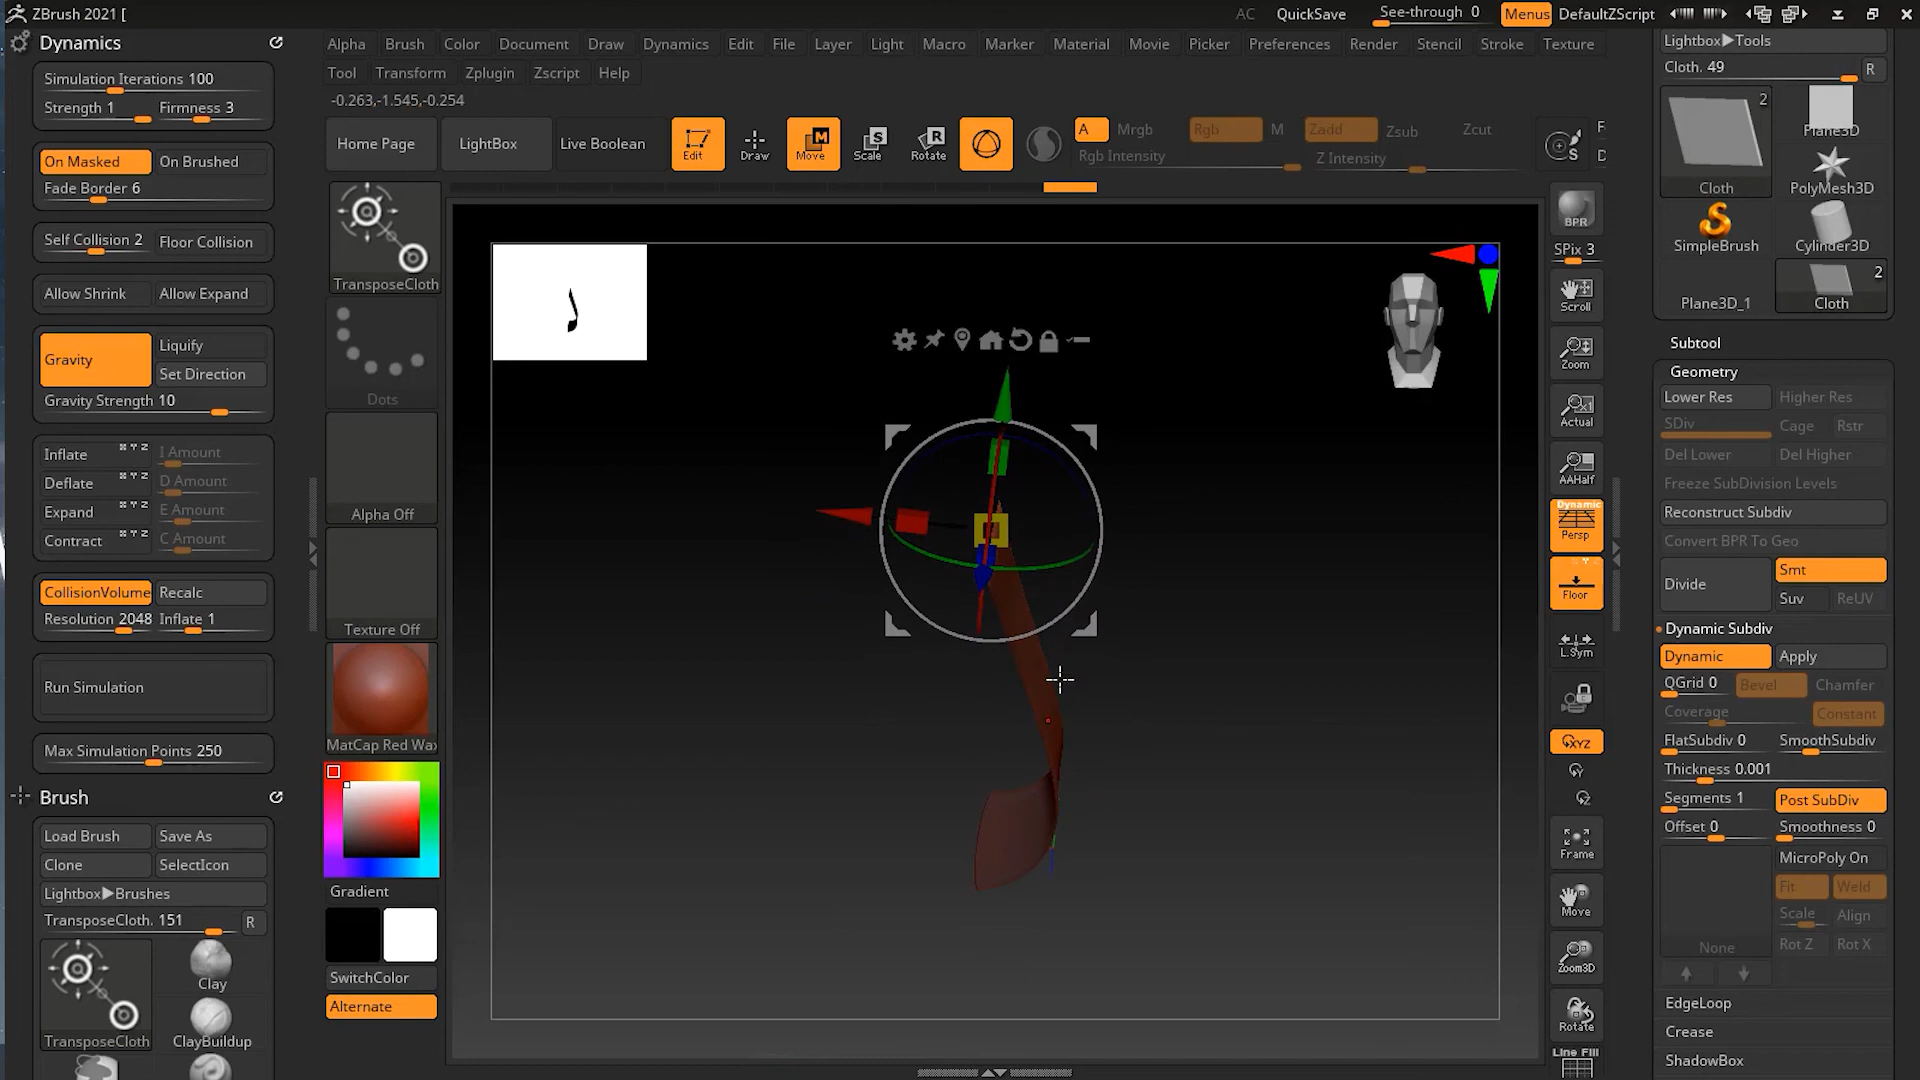 ZBrush 2021 [
AC QuickSave See-through 0 Menus DefaultZScript
Dynamics
Simulation Iterations 100
Strength 1 Firmness 3
On Masked On Brushed
Fade Border 6
Self Collision 2 Floor Collision
Allow Shrink Allow Expand
Gravity Liquify
Set Direction
Gravity Strength 10
Inflate X Y Z I Amount
Deflate X Y Z D Amount
Expand X Y Z E Amount
Contract X Y Z C Amount
CollisionVolume Recalc
Resolution 2048 Inflate 1
Run Simulation
Max Simulation Points 250
Brush
Load Brush Save As
Clone SelectIcon
Lightbox▶Brushes
TransposeCloth. 151 R
TransposeCloth
Clay
ClayBuildup
Alpha Brush Color Document Draw Dynamics Edit File Layer Light Macro Marker Material Movie Picker Preferences Render Stencil Stroke Texture
Tool Transform Zplugin Zscript Help
-0.263,-1.545,-0.254
Home Page LightBox Live Boolean Edit Draw Move Scale Rotate
A Mrgb Rgb M Zadd Zsub Zcut
Rgb Intensity Z Intensity
TransposeCloth
Dots
Alpha Off
Texture Off
MatCap Red Wax
Gradient
SwitchColor
Alternate
BPR
SPix 3
Scroll
Zoom
Actual
AAHalf
Dynamic
Persp
Floor
L.Sym
XYZ
Frame
Move
Zoom3D
Rotate
Line Fill
Lightbox▶Tools
Cloth. 49 R
2
Cloth
Plane3D
PolyMesh3D
SimpleBrush
Cylinder3D
Plane3D_1
2
Cloth
Subtool
Geometry
Lower Res Higher Res
SDiv Cage Rstr
Del Lower Del Higher
Freeze SubDivision Levels
Reconstruct Subdiv
Convert BPR To Geo
Divide Smt
Suv ReUV
Dynamic Subdiv
Dynamic Apply
QGrid 0 Bevel Chamfer
Coverage Constant
FlatSubdiv 0 SmoothSubdiv
Thickness 0.001
Segments 1 Post SubDiv
Offset 0 Smoothness 0
MicroPoly On
Fit Weld
Scale Align
None Rot Z Rot X
EdgeLoop
Crease
ShadowBox